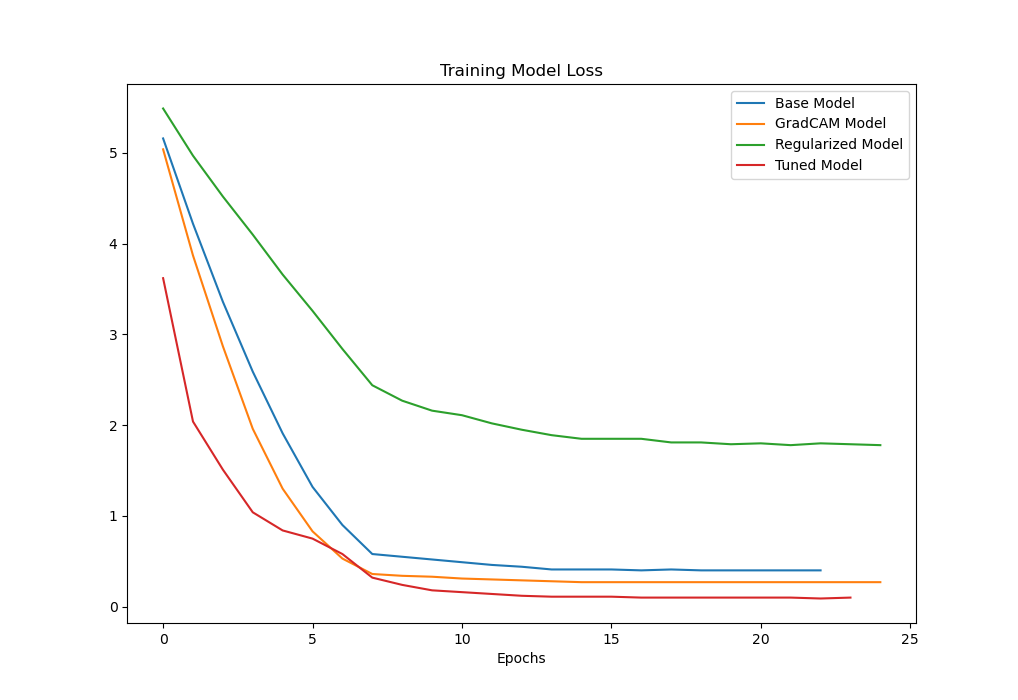 Training Model Loss
Base Model
GradCAM Model
Regularized Model
Tuned Model
5
4
3
2
1
0
0 5 10 15 20 25
Epochs